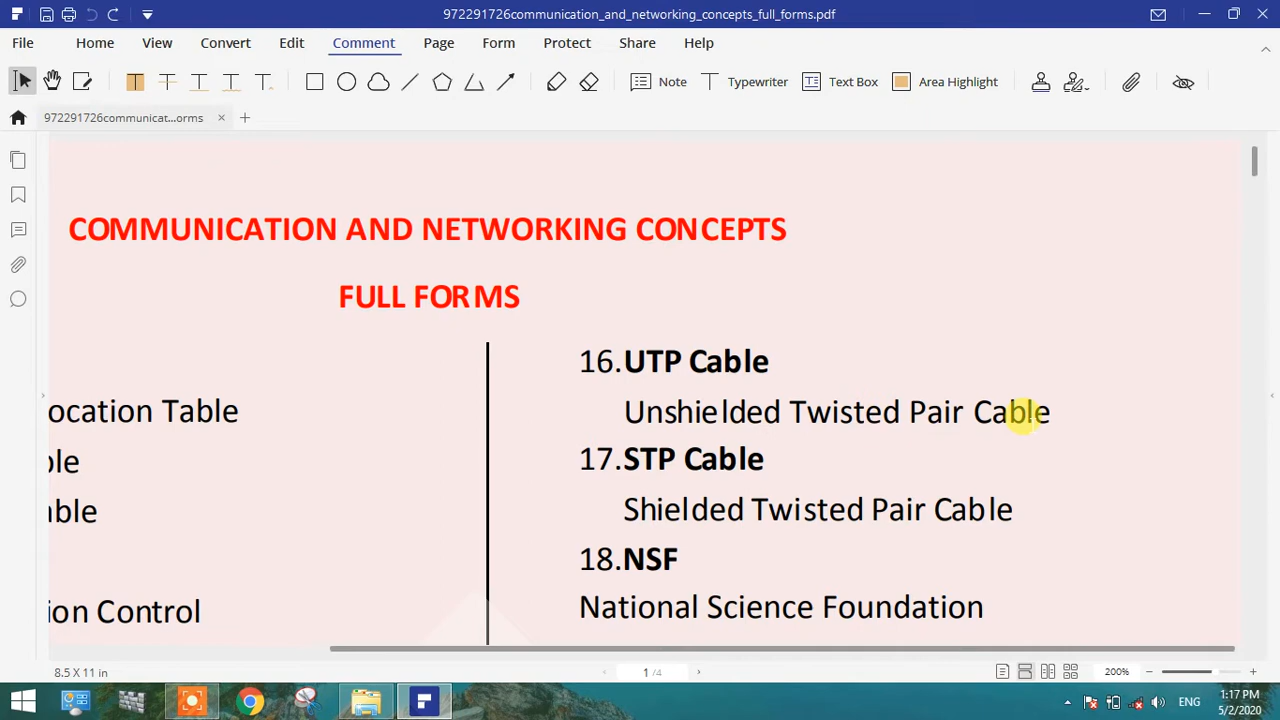 972291726communication_and_networking_concepts_full_forms.pdf
File Home View Convert Edit Comment Page Form Protect Share Help
Note Typewriter Text Box Area Highlight
972291726communicat...orms
COMMUNICATION AND NETWORKING CONCEPTS
FULL FORMS
ocation Table
ole
able
ion Control
16.UTP Cable
Unshielded Twisted Pair Cable
17.STP Cable
Shielded Twisted Pair Cable
18.NSF
National Science Foundation
8.5 X 11 in
1 /4
200%
ENG
1:17 PM
5/2/2020